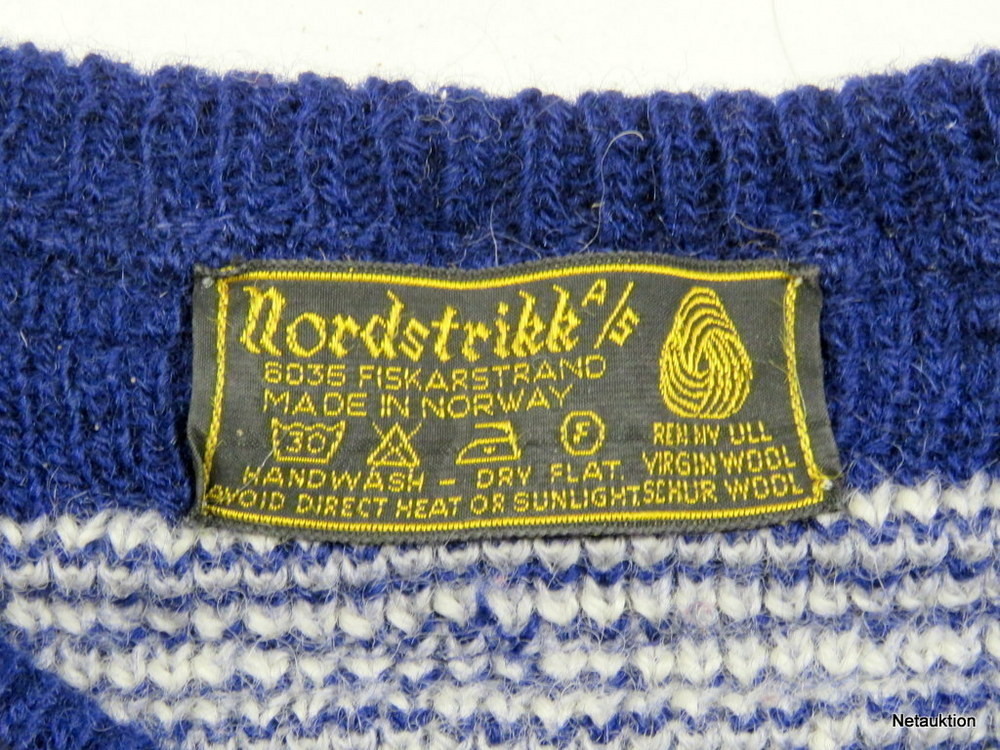 Nordstrikk A/S
6035 FISKARSTRAND
MADE IN NORWAY
30
F
HANDWASH - DRY FLAT.
AVOID DIRECT HEAT OR SUNLIGHT
REN NY ULL
VIRGIN WOOL
SCHUR WOOL
Netauktion